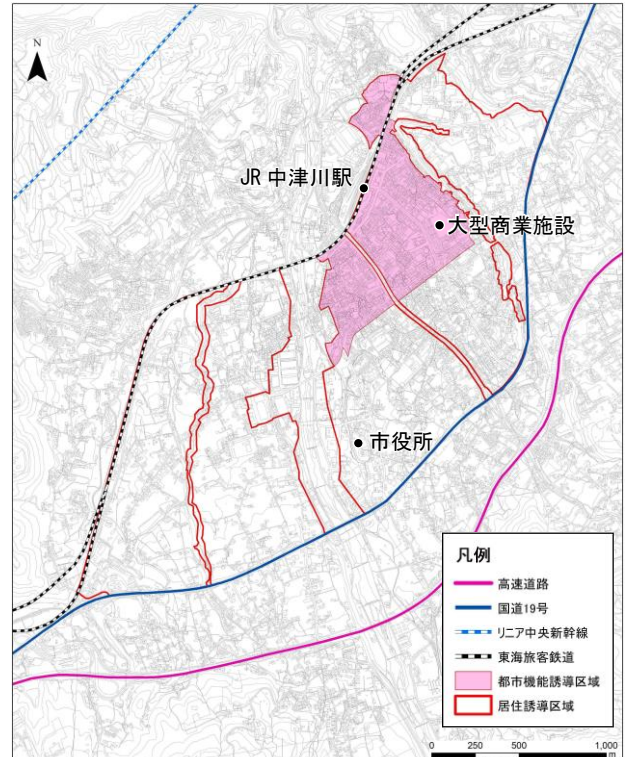 N
JR 中津川駅
大型商業施設
市役所
凡例
高速道路
国道19号
リニア中央新幹線
東海旅客鉄道
都市機能誘導区域
居住誘導区域
0 250 500 1,000
m